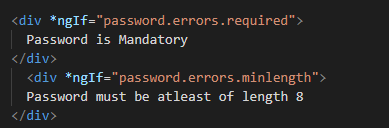 <div *ngIf="password.errors.required">
Password is Mandatory
</div>
<div *ngIf="password.errors.minlength">
Password must be atleast of length 8
</div>